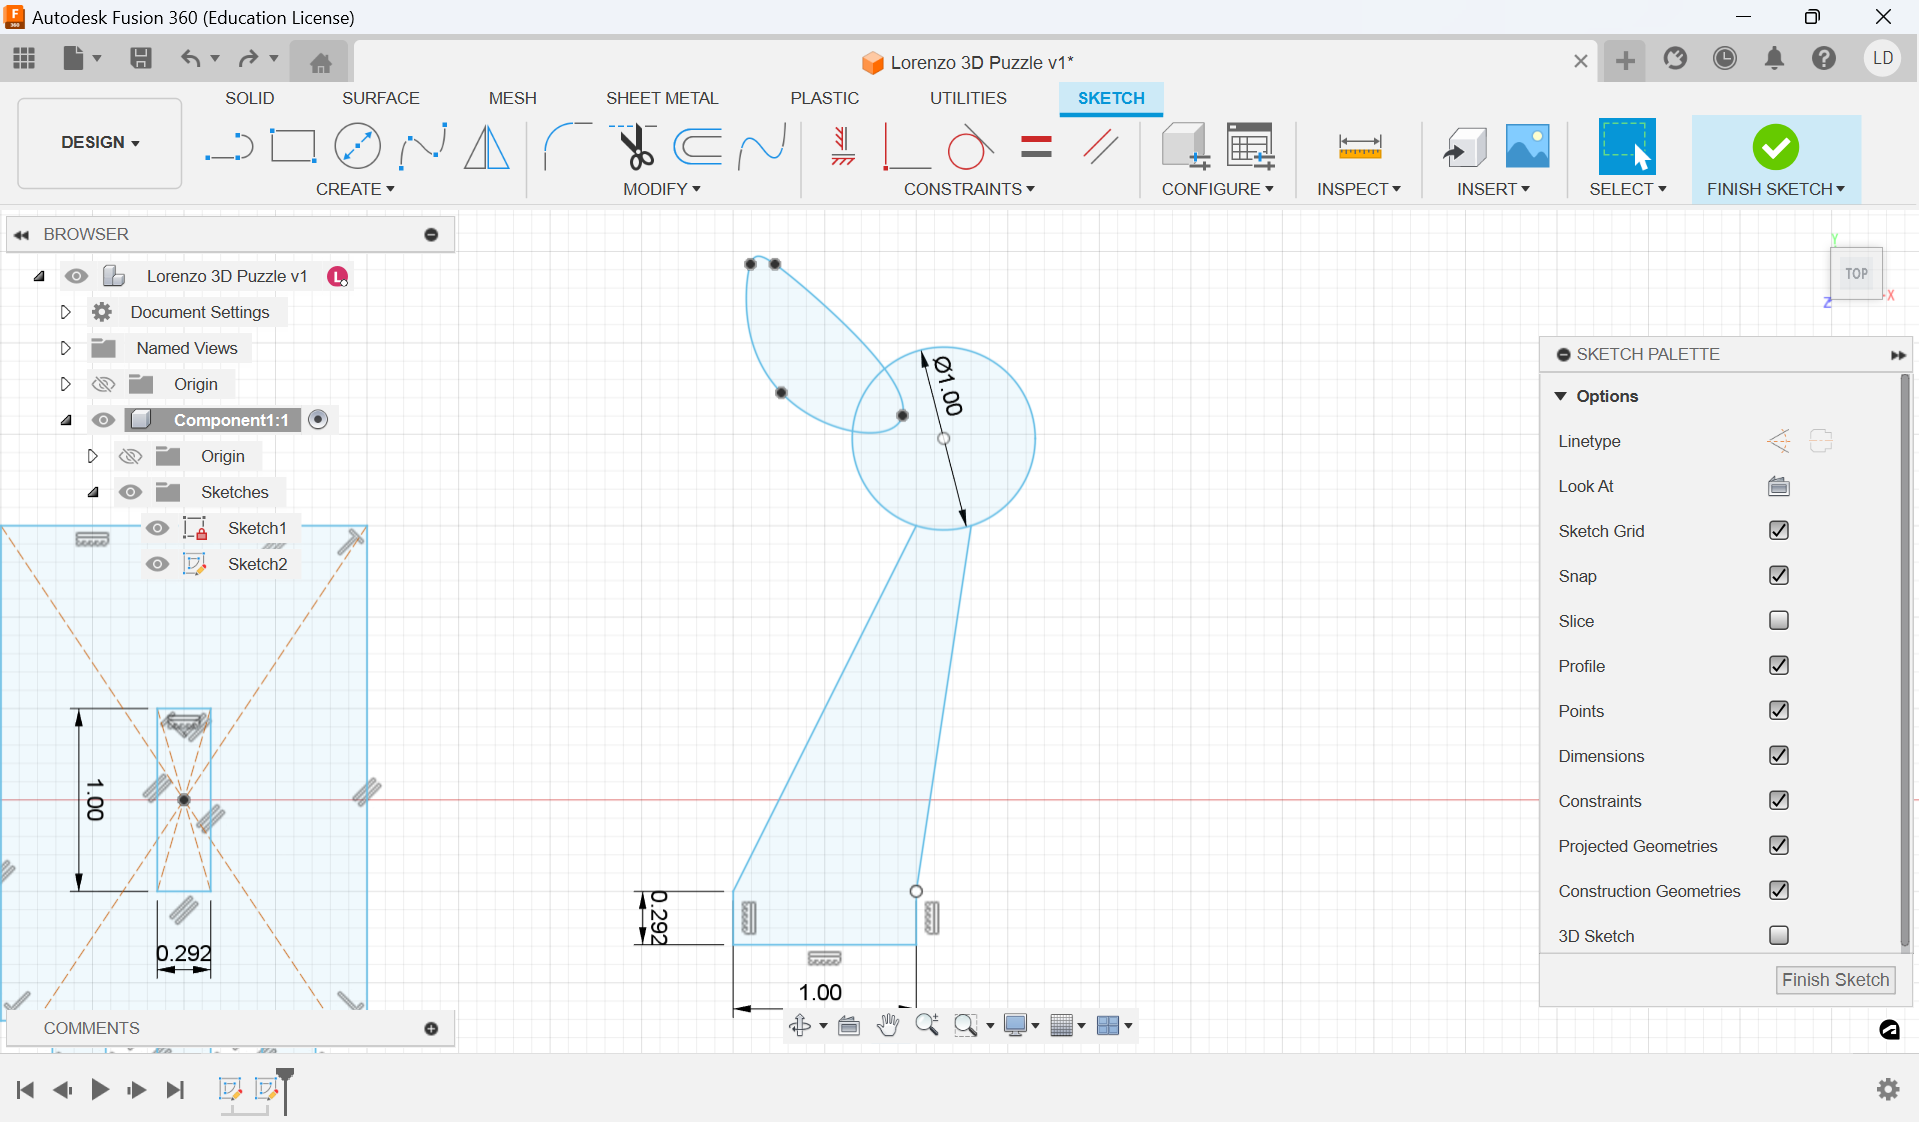 Autodesk Fusion 360 (Education License)
Lorenzo 3D Puzzle v1*
LD
SOLID
SURFACE
MESH
SHEET METAL
PLASTIC
UTILITIES
SKETCH
DESIGN
CREATE
MODIFY
CONSTRAINTS
CONFIGURE
INSPECT
INSERT
SELECT
FINISH SKETCH
BROWSER
Lorenzo 3D Puzzle v1
L
Document Settings
Named Views
Origin
Component1:1
Origin
Sketches
Sketch1
Sketch2
1.00
0.292
Ø1.00
0.292
1.00
Y
TOP
X
Z
SKETCH PALETTE
Options
Linetype
Look At
Sketch Grid
Snap
Slice
Profile
Points
Dimensions
Constraints
Projected Geometries
Construction Geometries
3D Sketch
Finish Sketch
COMMENTS